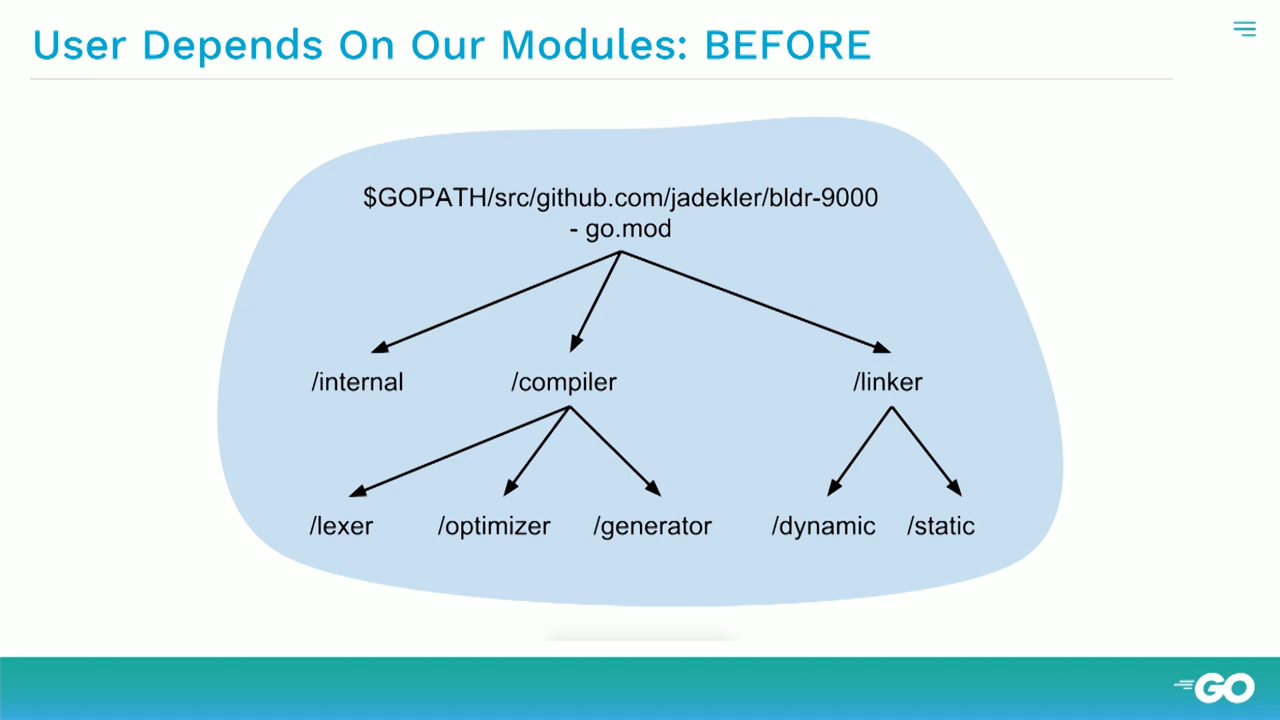 User Depends On Our Modules: BEFORE
$GOPATH/src/github.com/jadekler/bldr-9000
- go.mod
/internal
/compiler
/linker
/lexer
/optimizer
/generator
/dynamic
/static
GO